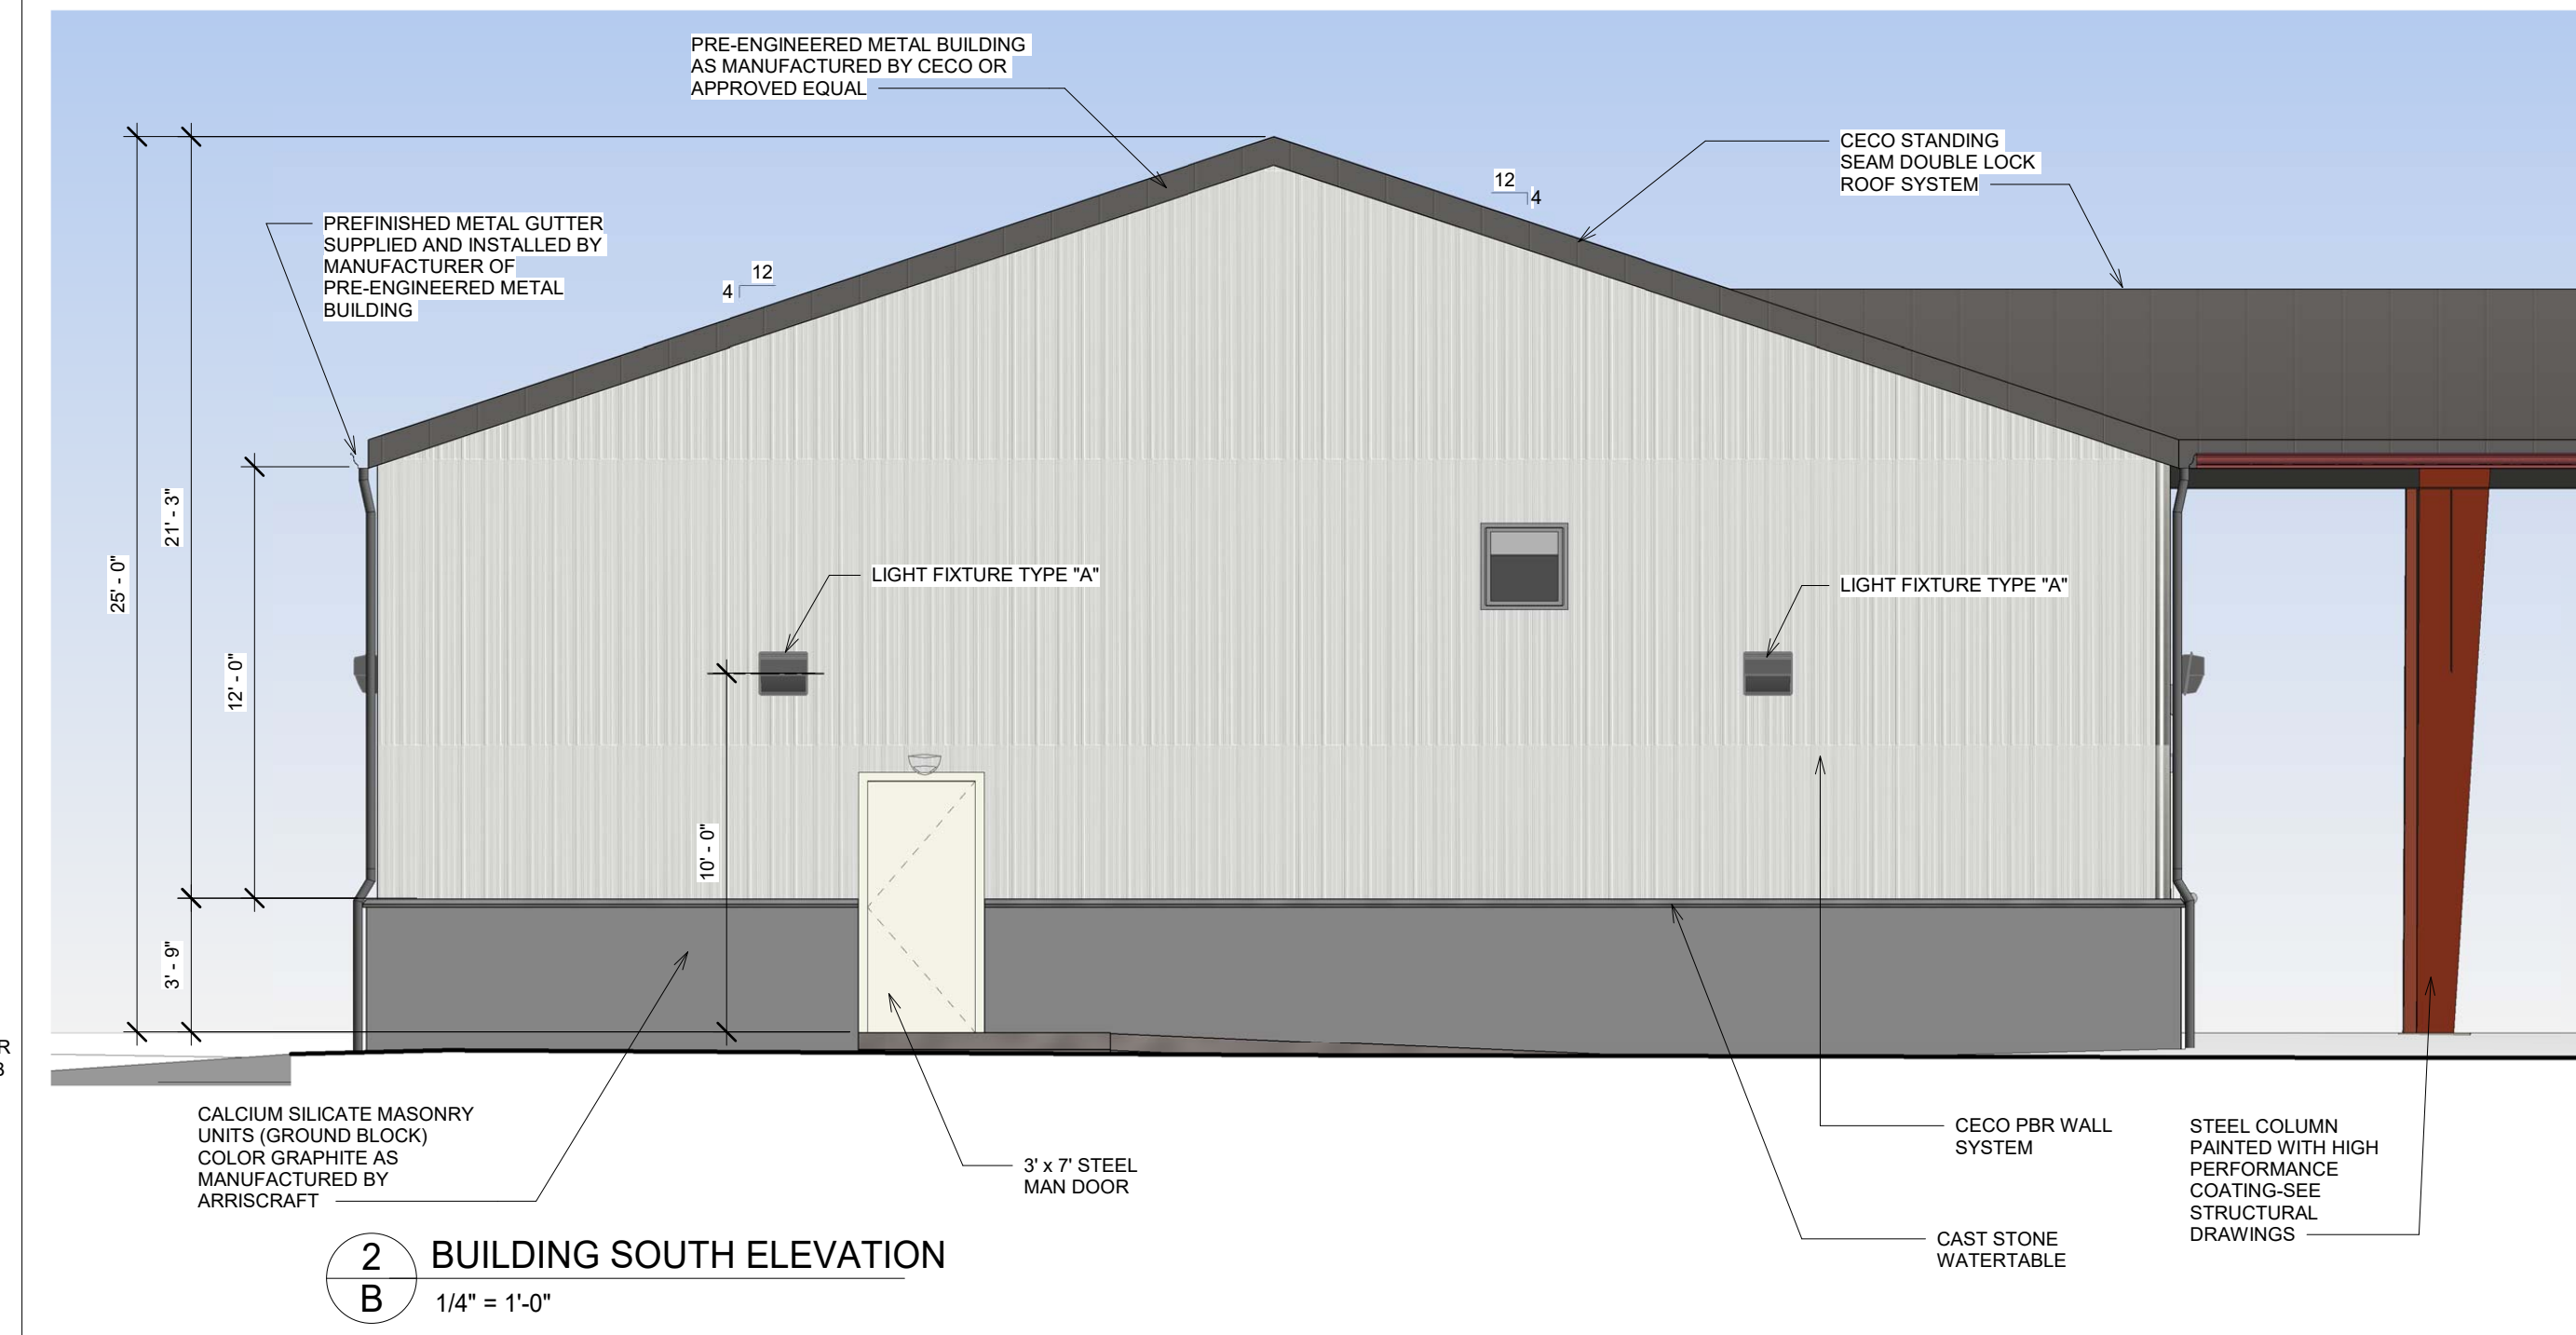 PRE-ENGINEERED METAL BUILDING
AS MANUFACTURED BY CECO OR
APPROVED EQUAL
CECO STANDING
SEAM DOUBLE LOCK
ROOF SYSTEM
12
4
PREFINISHED METAL GUTTER
SUPPLIED AND INSTALLED BY
MANUFACTURER OF
PRE-ENGINEERED METAL
BUILDING
12
4
25' - 0"
21' - 3"
12' - 0"
3' - 9"
10' - 0"
LIGHT FIXTURE TYPE "A"
LIGHT FIXTURE TYPE "A"
CALCIUM SILICATE MASONRY
UNITS (GROUND BLOCK)
COLOR GRAPHITE AS
MANUFACTURED BY
ARRISCRAFT
3' x 7' STEEL
MAN DOOR
CECO PBR WALL
SYSTEM
CAST STONE
WATERTABLE
STEEL COLUMN
PAINTED WITH HIGH
PERFORMANCE
COATING-SEE
STRUCTURAL
DRAWINGS
2
B
BUILDING SOUTH ELEVATION
1/4" = 1'-0"